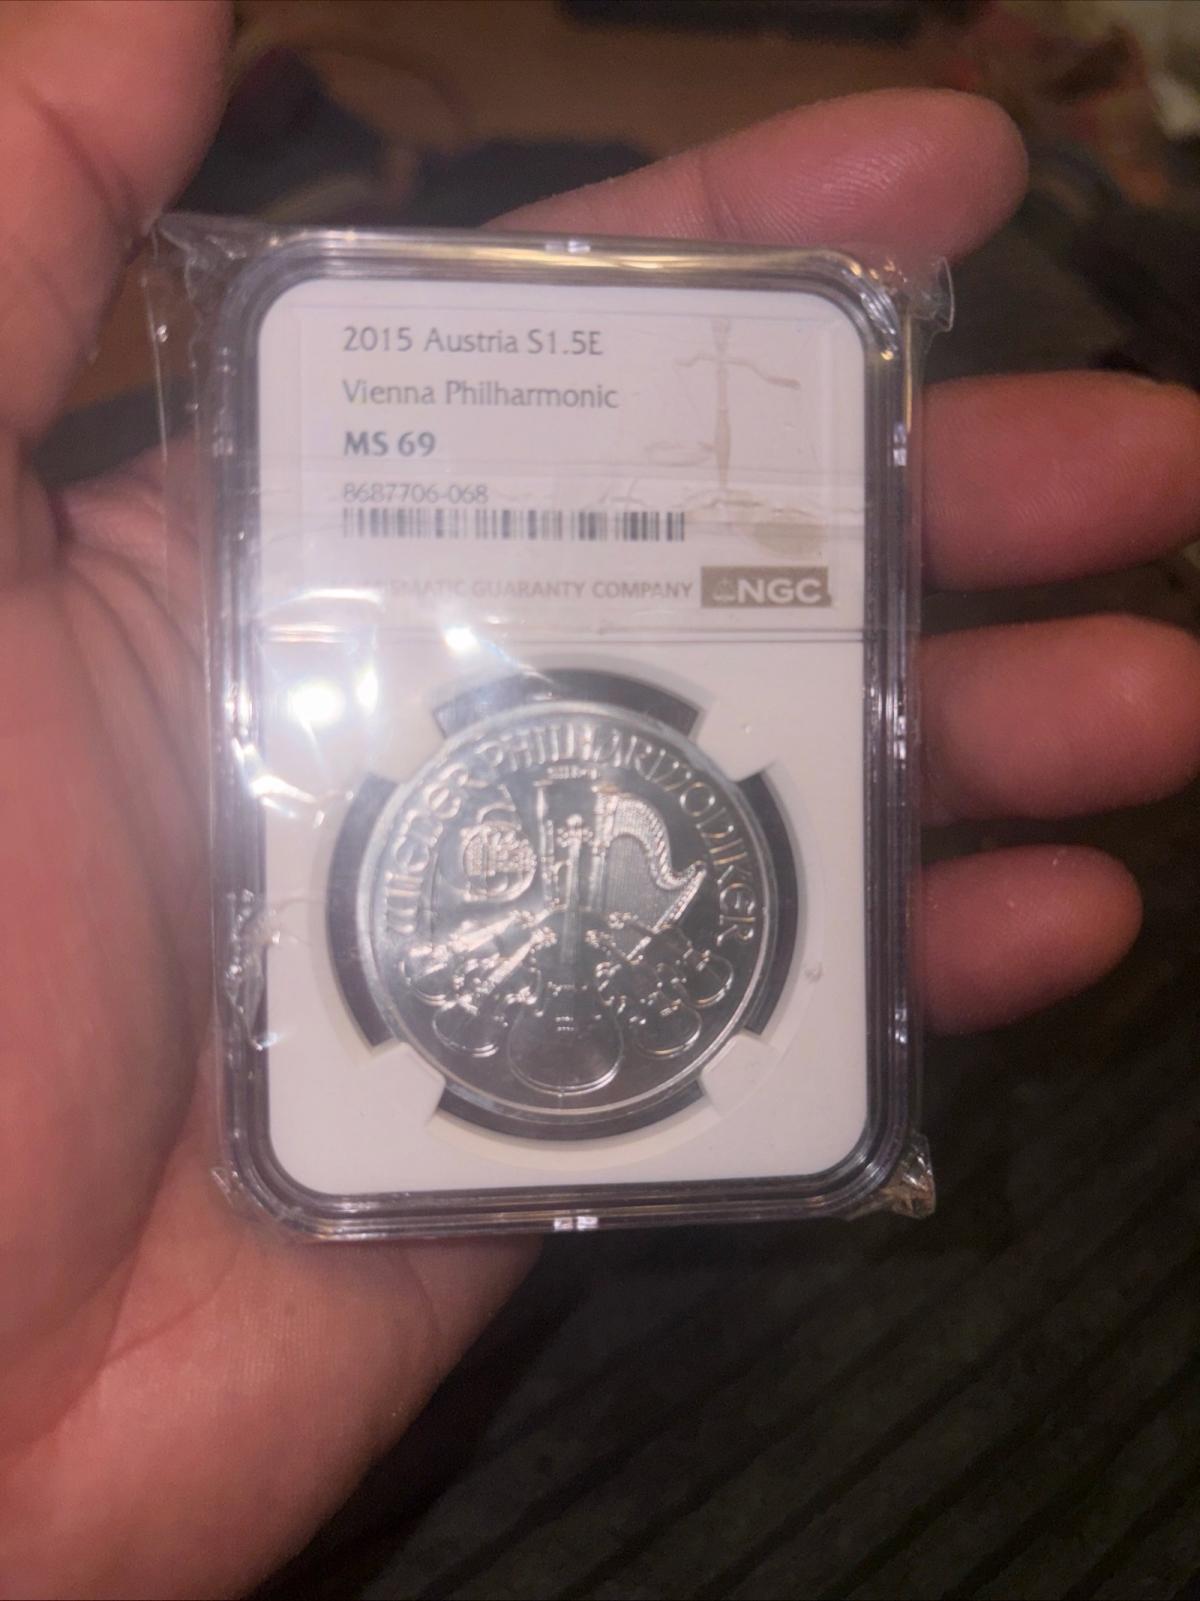 2015 Austria S1.5E
Vienna Philharmonic
MS 69
8687706-068
GUARANTY COMPANY NGC
WIENER PHILHARMONIKER